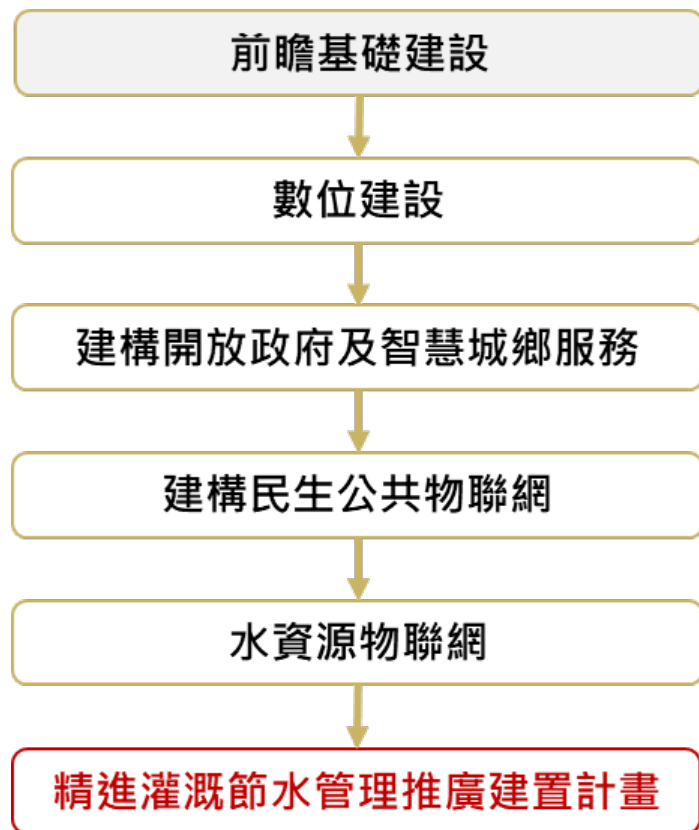 前瞻基礎建設
數位建設
建構開放政府及智慧城鄉服務
建構民生公共物聯網
水資源物聯網
精進灌溉節水管理推廣建置計畫